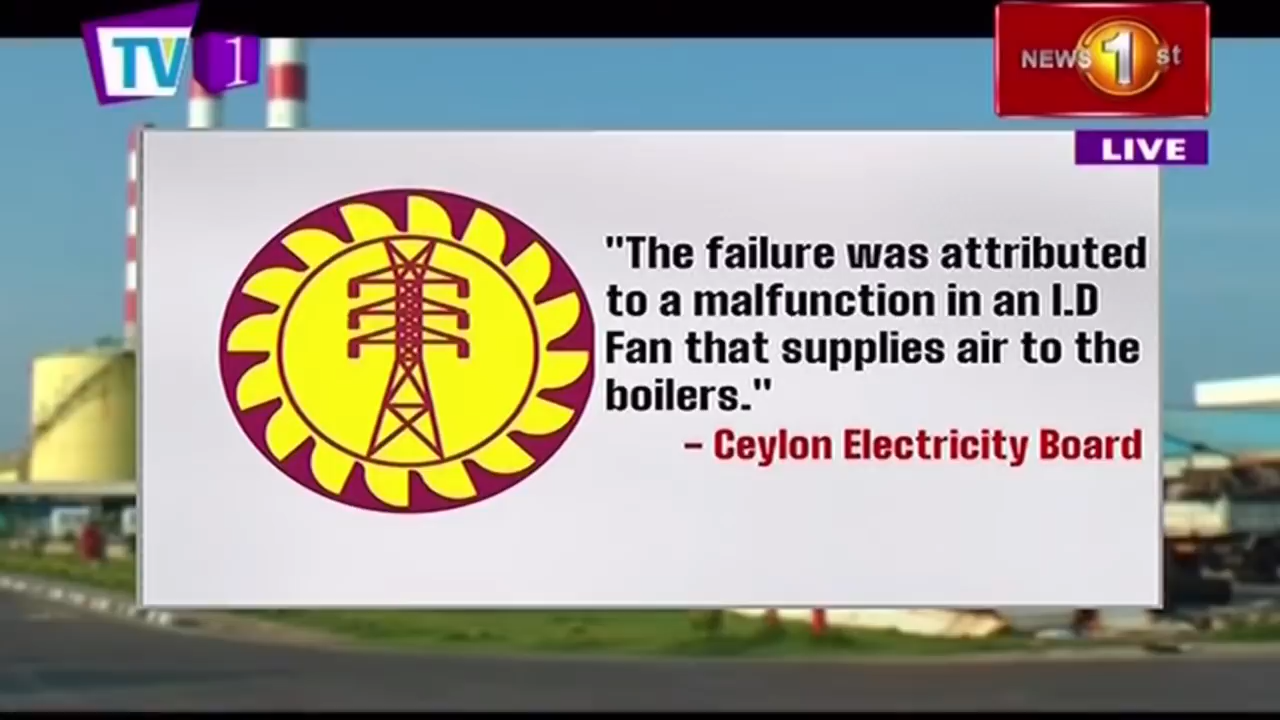 TV 1
NEWS 1st
LIVE
"The failure was attributed
to a malfunction in an I.D
Fan that supplies air to the
boilers."
– Ceylon Electricity Board